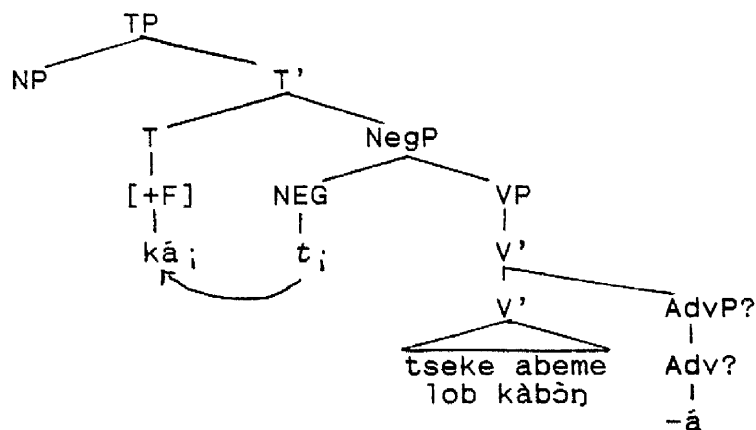 TP
NP T'
T NegP
[+F] NEG VP
ká i t i V'
V' AdvP?
tseke abeme Adv?
lob kàbɔ̀ŋ
-á